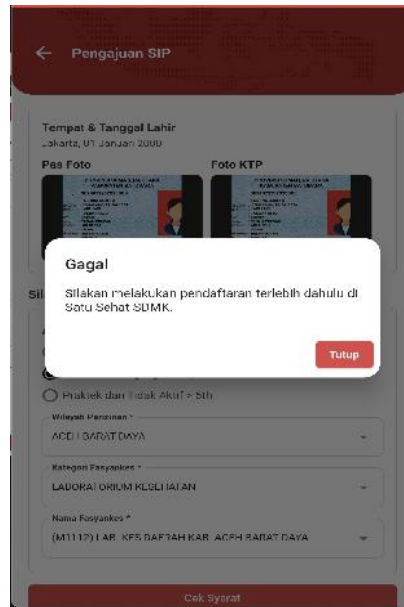 Pengajuan SIP
Tempat & Tanggal Lahir
Jakarta, 01 Januari 2000
Pas Foto
Foto KTP
Gagal
Silakan melakukan pendaftaran terlebih dahulu di
Satu Sehat SDMK.
Tutup
Praktek dan Tidak Aktif > 5th
Wilayah Perizinan *
ACEH BARAT DAYA
Kategori Fasyankes *
LABORATORIUM KESEHATAN
Nama Fasyankes *
(M1112) LAB. KES DAERAH KAB. ACEH BARAT DAYA
Cek Syarat